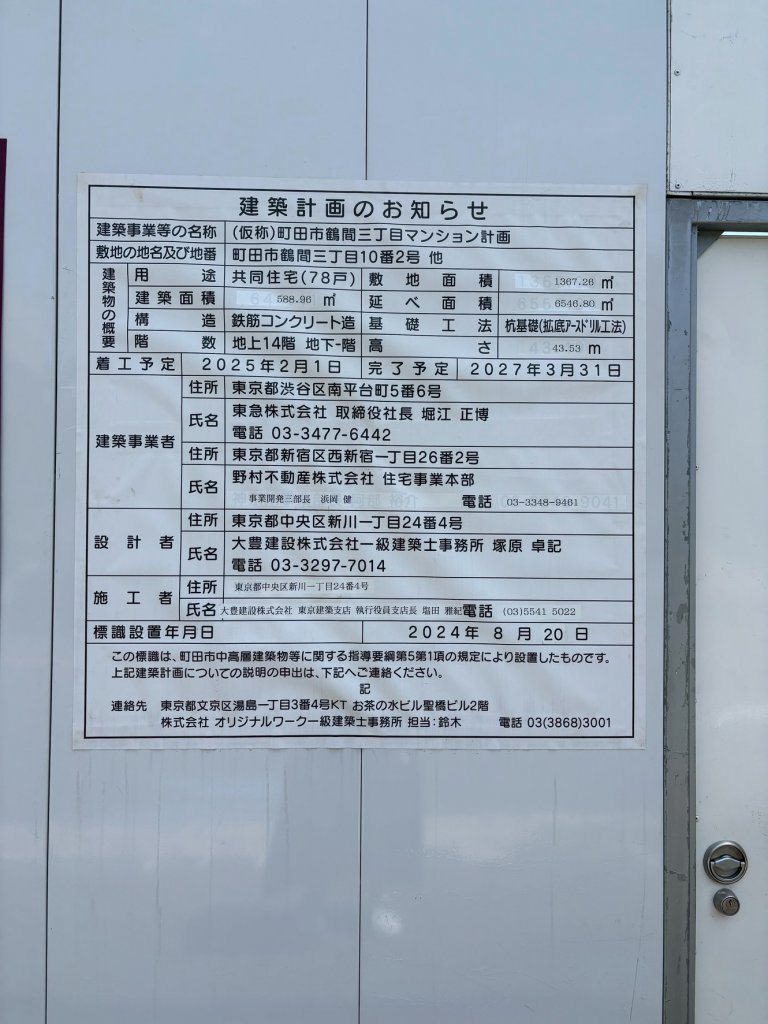 建築計画のお知らせ
建築事業等の名称 (仮称)町田市鶴間三丁目マンション計画
敷地の地名及び地番 町田市鶴間三丁目10番2号 他
建築物の概要
用途 共同住宅(78戸) 敷地面積 1367.26 ㎡
建築面積 588.96 ㎡ 延べ面積 6546.80 ㎡
構造 鉄筋コンクリート造 基礎工法 杭基礎(拡底アースドリル工法)
階数 地上14階 地下-階 高さ 43.53 m
着工予定 2025年2月1日 完了予定 2027年3月31日
建築事業者
住所 東京都渋谷区南平台町5番6号
氏名 東急株式会社 取締役社長 堀江 正博
電話 03-3477-6442
住所 東京都新宿区西新宿一丁目26番2号
氏名 野村不動産株式会社 住宅事業本部
事業開発三部長 浜岡 健 電話 03-3348-9461
設計者
住所 東京都中央区新川一丁目24番4号
氏名 大豊建設株式会社一級建築士事務所 塚原 卓記
電話 03-3297-7014
施工者
住所 東京都中央区新川一丁目24番4号
氏名 大豊建設株式会社 東京建築支店 執行役員支店長 塩田 雅紀 電話 (03)5541 5022
標識設置年月日 2024年 8月 20日
この標識は、町田市中高層建築物等に関する指導要綱第5第1項の規定により設置したものです。
上記建築計画についての説明の申出は、下記へご連絡ください。
記
連絡先 東京都文京区湯島一丁目3番4号KT お茶の水ビル聖橋ビル2階
株式会社 オリジナルワーク一級建築士事務所 担当:鈴木 電話 03(3868)3001